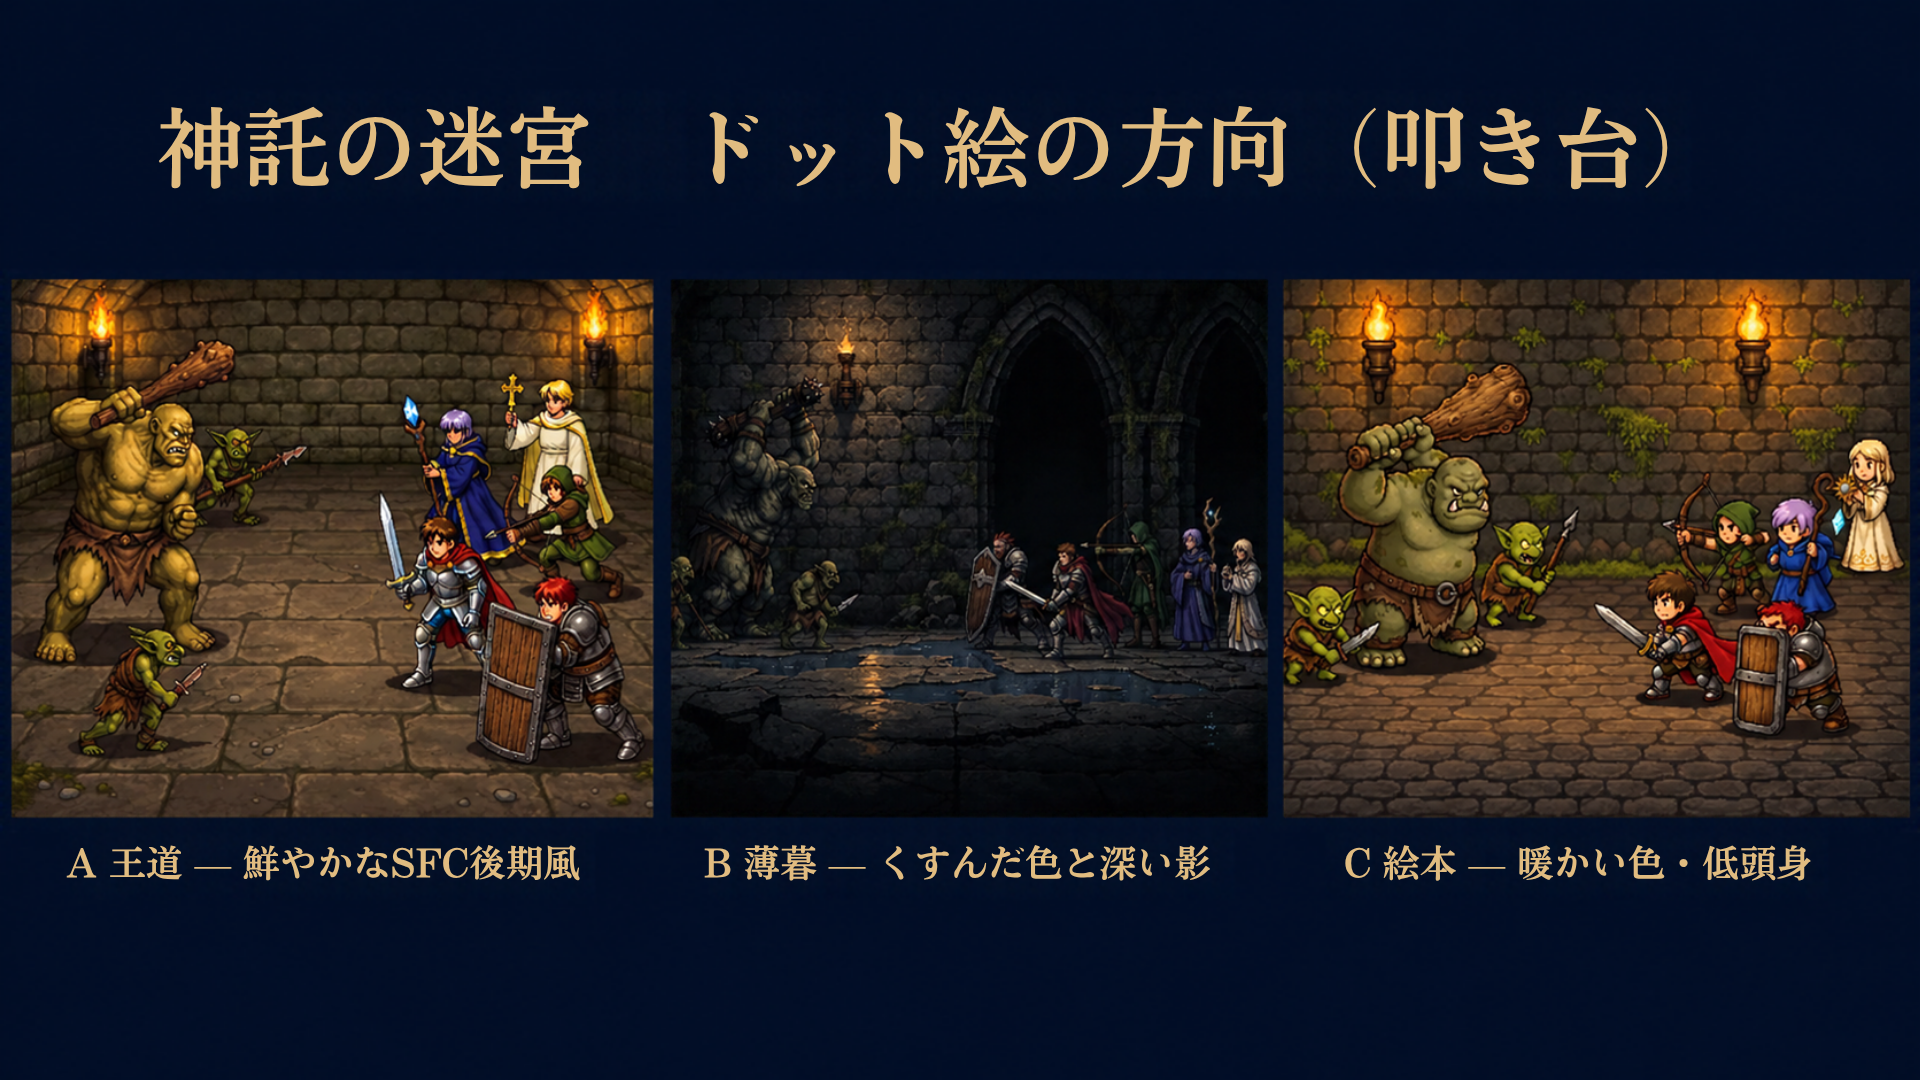 神託の迷宮　ドット絵の方向（叩き台）
A 王道 — 鮮やかなSFC後期風
B 薄暮 — くすんだ色と深い影
C 絵本 — 暖かい色・低頭身